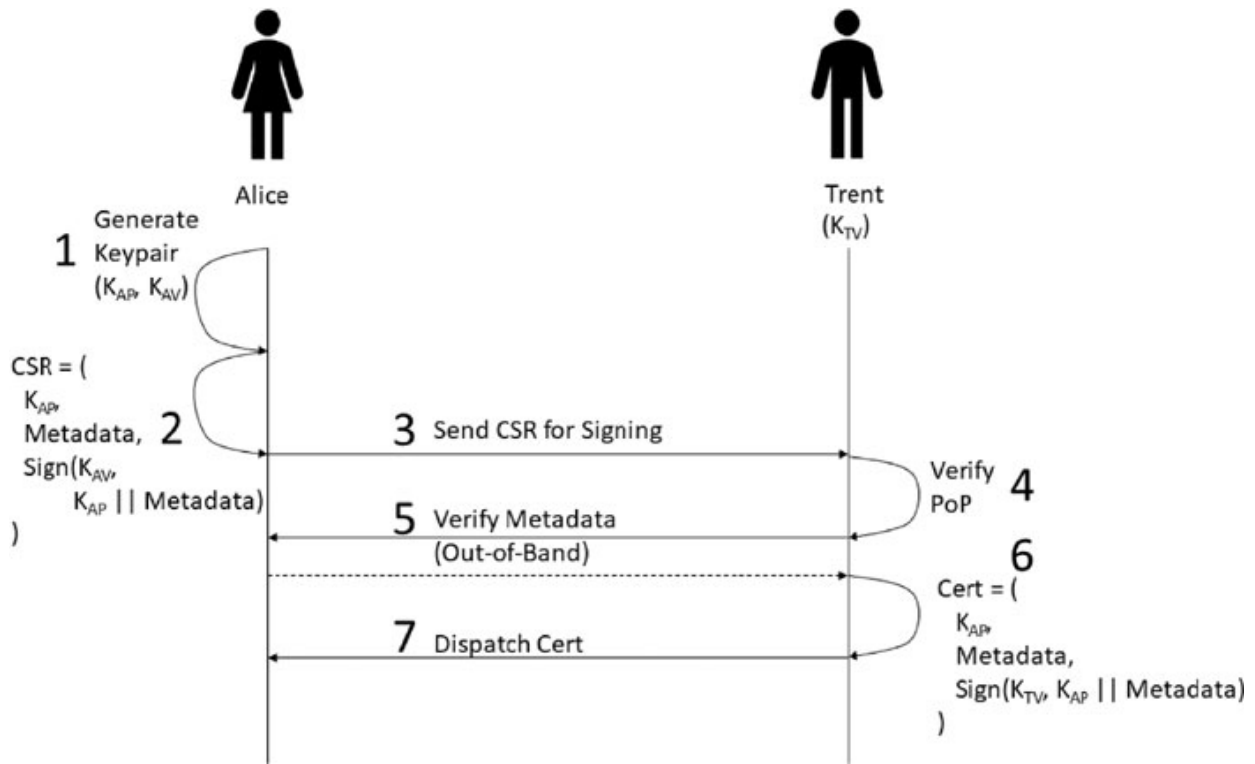 Alice
Trent
(K_TV)
1
Generate
Keypair
(K_AP, K_AV)
CSR = (
K_AP,
Metadata,
2
Sign(K_AV,
K_AP || Metadata)
)
3 Send CSR for Signing
Verify
PoP
4
5 Verify Metadata
(Out-of-Band)
6
Cert = (
K_AP,
Metadata,
Sign(K_TV, K_AP || Metadata)
)
7 Dispatch Cert